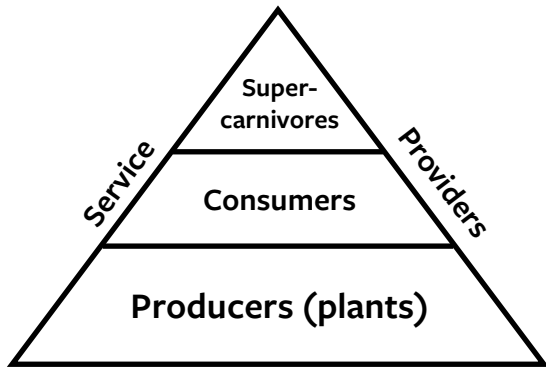 Super-
carnivores
Service
Providers
Consumers
Producers (plants)